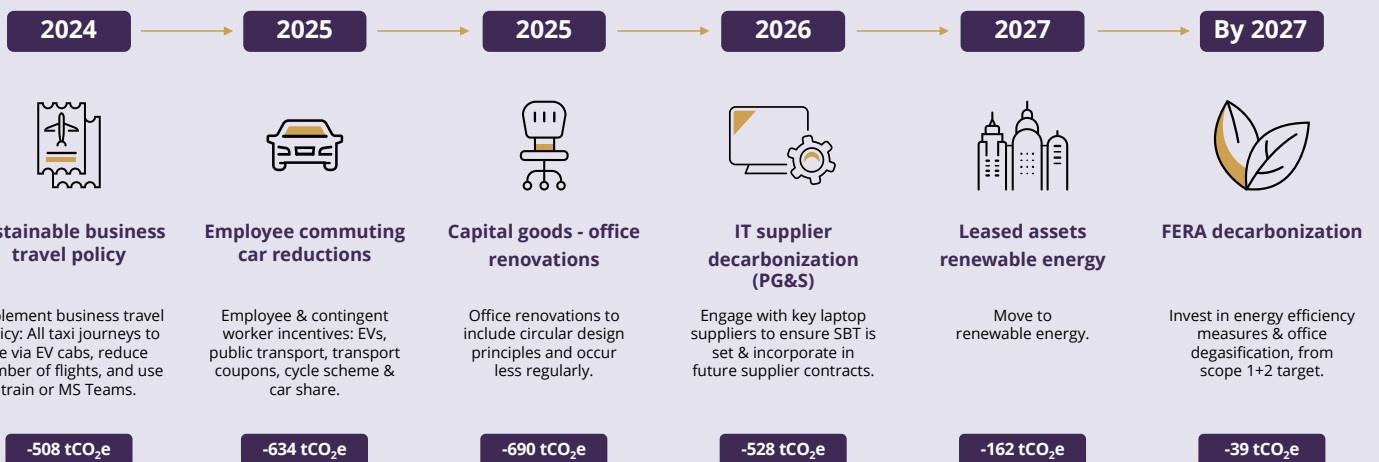 2024
2025
2025
2026
2027
By 2027
stainable business
travel policy
Employee commuting
car reductions
Capital goods - office
renovations
IT supplier
decarbonization
(PG&S)
Leased assets
renewable energy
FERA decarbonization
plement business travel
icy: All taxi journeys to
e via EV cabs, reduce
mber of flights, and use
train or MS Teams.
Employee & contingent
worker incentives: EVs,
public transport, transport
coupons, cycle scheme &
car share.
Office renovations to
include circular design
principles and occur
less regularly.
Engage with key laptop
suppliers to ensure SBT is
set & incorporate in
future supplier contracts.
Move to
renewable energy.
Invest in energy efficiency
measures & office
degasification, from
scope 1+2 target.
-508 tCO₂e
-634 tCO₂e
-690 tCO₂e
-528 tCO₂e
-162 tCO₂e
-39 tCO₂e